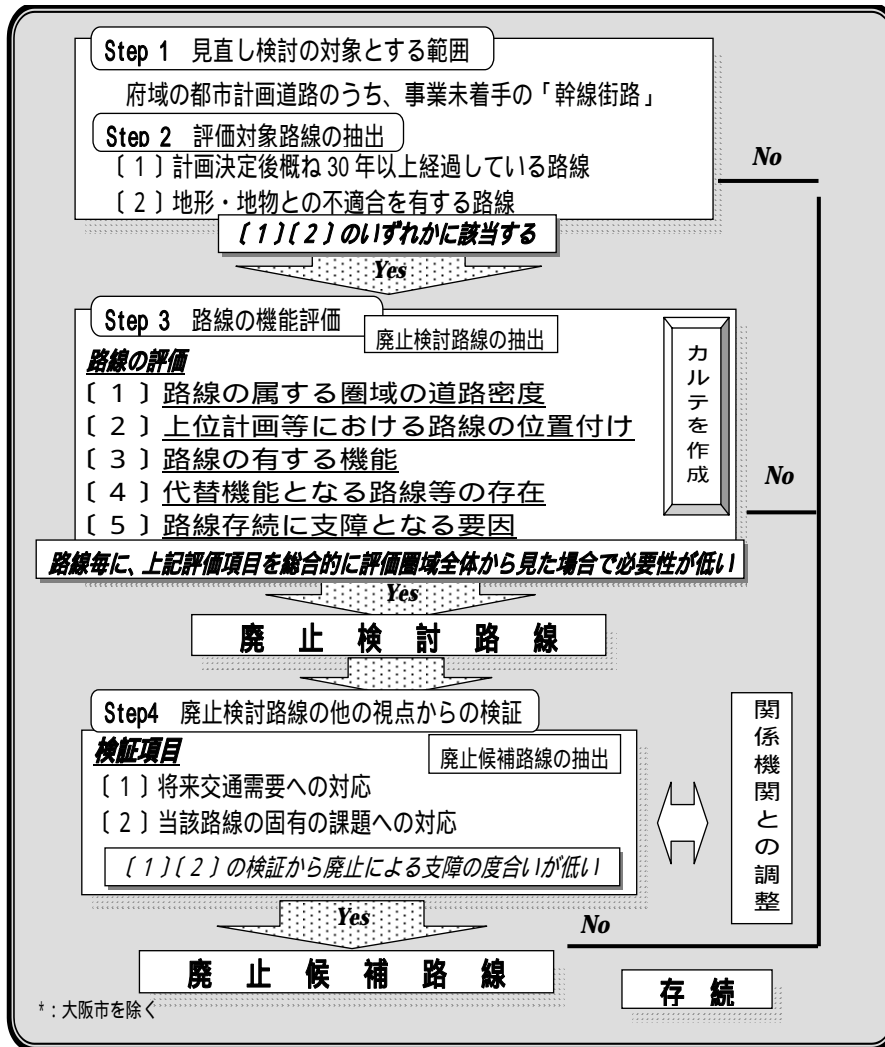 Step 1 見直し検討の対象とする範囲
府域の都市計画道路のうち、事業未着手の「幹線街路」
Step 2 評価対象路線の抽出
〔1〕計画決定後概ね30年以上経過している路線
〔2〕地形・地物との不適合を有する路線
No
〔1〕〔2〕のいずれかに該当する
Yes
Step 3 路線の機能評価
廃止検討路線の抽出
路線の評価
〔1〕路線の属する圏域の道路密度
〔2〕上位計画等における路線の位置付け
〔3〕路線の有する機能
〔4〕代替機能となる路線等の存在
〔5〕路線存続に支障となる要因
カルテを作成
No
路線毎に、上記評価項目を総合的に評価圏域全体から見た場合で必要性が低い
Yes
廃止検討路線
Step4 廃止検討路線の他の視点からの検証
検証項目
廃止候補路線の抽出
〔1〕将来交通需要への対応
〔2〕当該路線の固有の課題への対応
〔1〕〔2〕の検証から廃止による支障の度合いが低い
関係機関との調整
Yes
No
廃止候補路線
存続
*：大阪市を除く